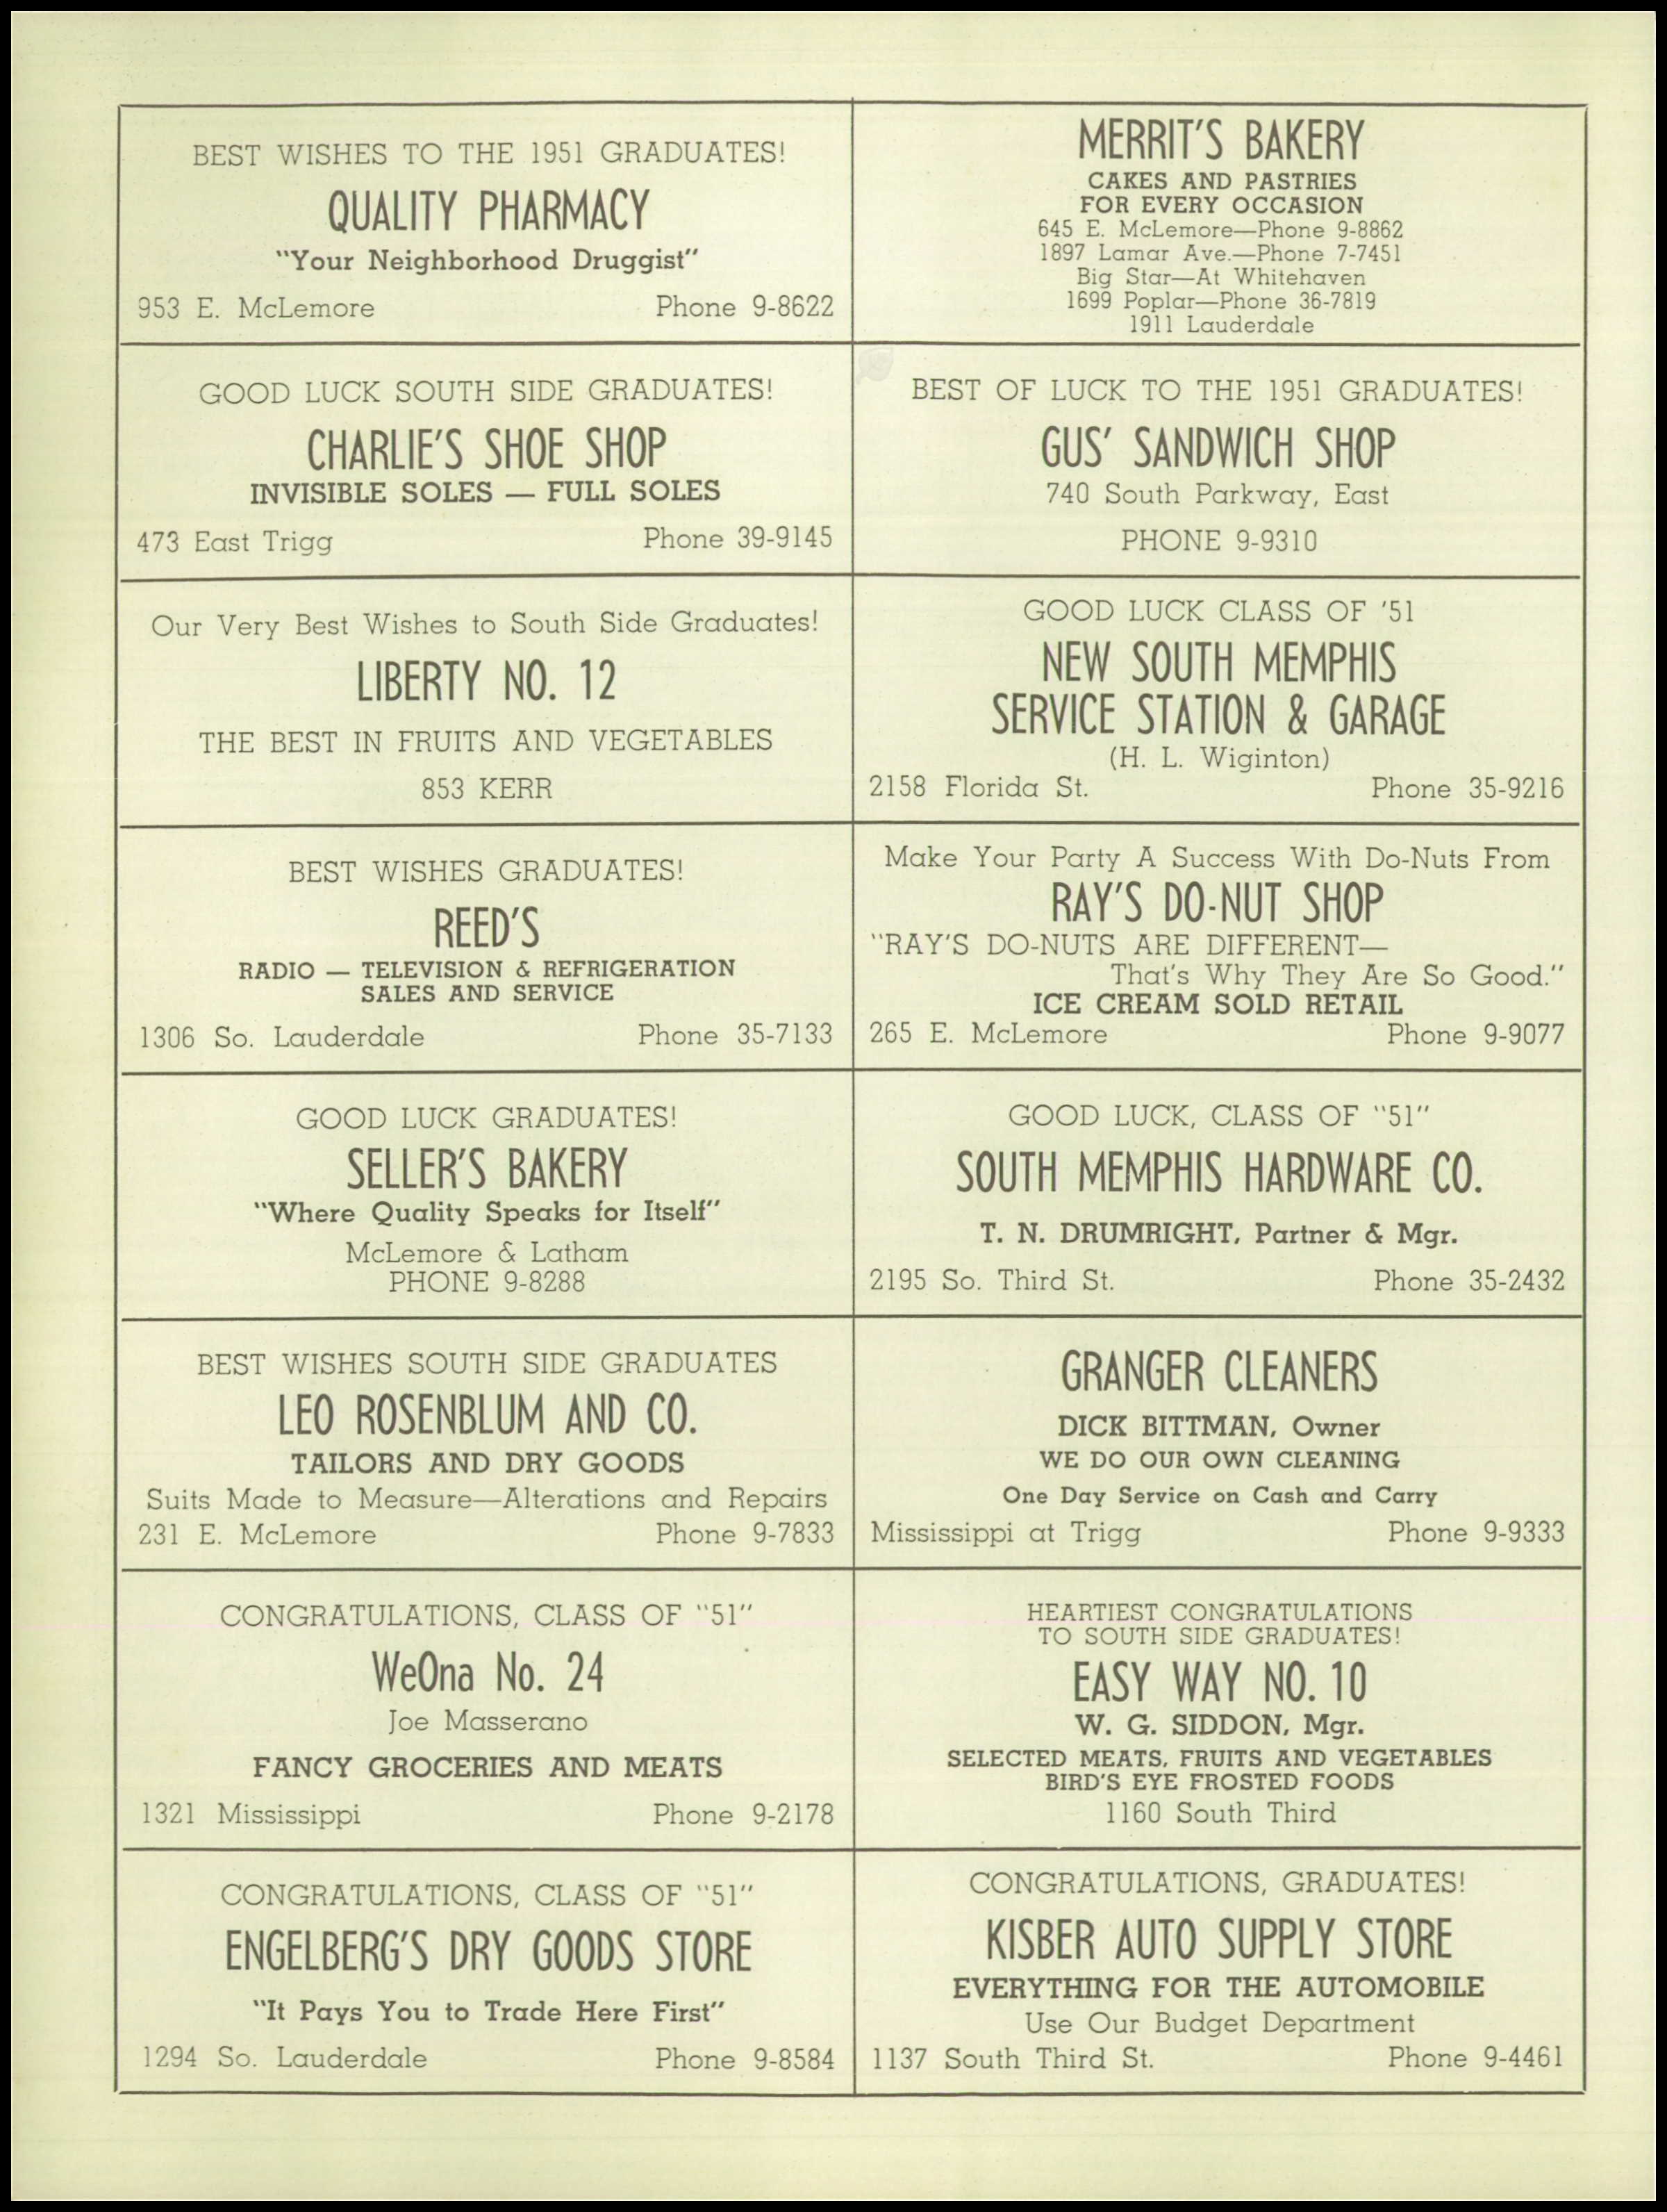 BEST WISHES TO THE 1951 GRADUATES!
QUALITY PHARMACY
"Your Neighborhood Druggist"
953 E. McLemore Phone 9-8622
MERRIT'S BAKERY
CAKES AND PASTRIES
FOR EVERY OCCASION
645 E. McLemore—Phone 9-8862
1897 Lamar Ave.—Phone 7-7451
Big Star—At Whitehaven
1699 Poplar—Phone 36-7819
1911 Lauderdale
GOOD LUCK SOUTH SIDE GRADUATES!
CHARLIE'S SHOE SHOP
INVISIBLE SOLES — FULL SOLES
473 East Trigg Phone 39-9145
BEST OF LUCK TO THE 1951 GRADUATES!
GUS' SANDWICH SHOP
740 South Parkway, East
PHONE 9-9310
Our Very Best Wishes to South Side Graduates!
LIBERTY NO. 12
THE BEST IN FRUITS AND VEGETABLES
853 KERR
GOOD LUCK CLASS OF '51
NEW SOUTH MEMPHIS
SERVICE STATION & GARAGE
(H. L. Wiginton)
2158 Florida St. Phone 35-9216
BEST WISHES GRADUATES!
REED'S
RADIO — TELEVISION & REFRIGERATION
SALES AND SERVICE
1306 So. Lauderdale Phone 35-7133
Make Your Party A Success With Do-Nuts From
RAY'S DO-NUT SHOP
"RAY'S DO-NUTS ARE DIFFERENT—
That's Why They Are So Good."
ICE CREAM SOLD RETAIL
265 E. McLemore Phone 9-9077
GOOD LUCK GRADUATES!
SELLER'S BAKERY
"Where Quality Speaks for Itself"
McLemore & Latham
PHONE 9-8288
GOOD LUCK, CLASS OF "51"
SOUTH MEMPHIS HARDWARE CO.
T. N. DRUMRIGHT, Partner & Mgr.
2195 So. Third St. Phone 35-2432
BEST WISHES SOUTH SIDE GRADUATES
LEO ROSENBLUM AND CO.
TAILORS AND DRY GOODS
Suits Made to Measure—Alterations and Repairs
231 E. McLemore Phone 9-7833
GRANGER CLEANERS
DICK BITTMAN, Owner
WE DO OUR OWN CLEANING
One Day Service on Cash and Carry
Mississippi at Trigg Phone 9-9333
CONGRATULATIONS, CLASS OF "51"
WeOna No. 24
Joe Masserano
FANCY GROCERIES AND MEATS
1321 Mississippi Phone 9-2178
HEARTIEST CONGRATULATIONS
TO SOUTH SIDE GRADUATES!
EASY WAY NO. 10
W. G. SIDDON, Mgr.
SELECTED MEATS, FRUITS AND VEGETABLES
BIRD'S EYE FROSTED FOODS
1160 South Third
CONGRATULATIONS, CLASS OF "51"
ENGELBERG'S DRY GOODS STORE
"It Pays You to Trade Here First"
1294 So. Lauderdale Phone 9-8584
CONGRATULATIONS, GRADUATES!
KISBER AUTO SUPPLY STORE
EVERYTHING FOR THE AUTOMOBILE
Use Our Budget Department
1137 South Third St. Phone 9-4461